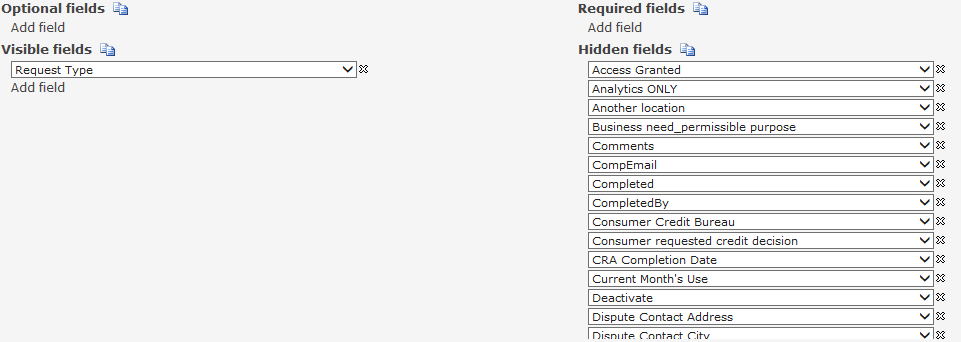 Optional fields
Add field
Visible fields
Request Type
Add field
Required fields
Add field
Hidden fields
Access Granted
Analytics ONLY
Another location
Business need_permissible purpose
Comments
CompEmail
Completed
CompletedBy
Consumer Credit Bureau
Consumer requested credit decision
CRA Completion Date
Current Month's Use
Deactivate
Dispute Contact Address
Dispute Contact City